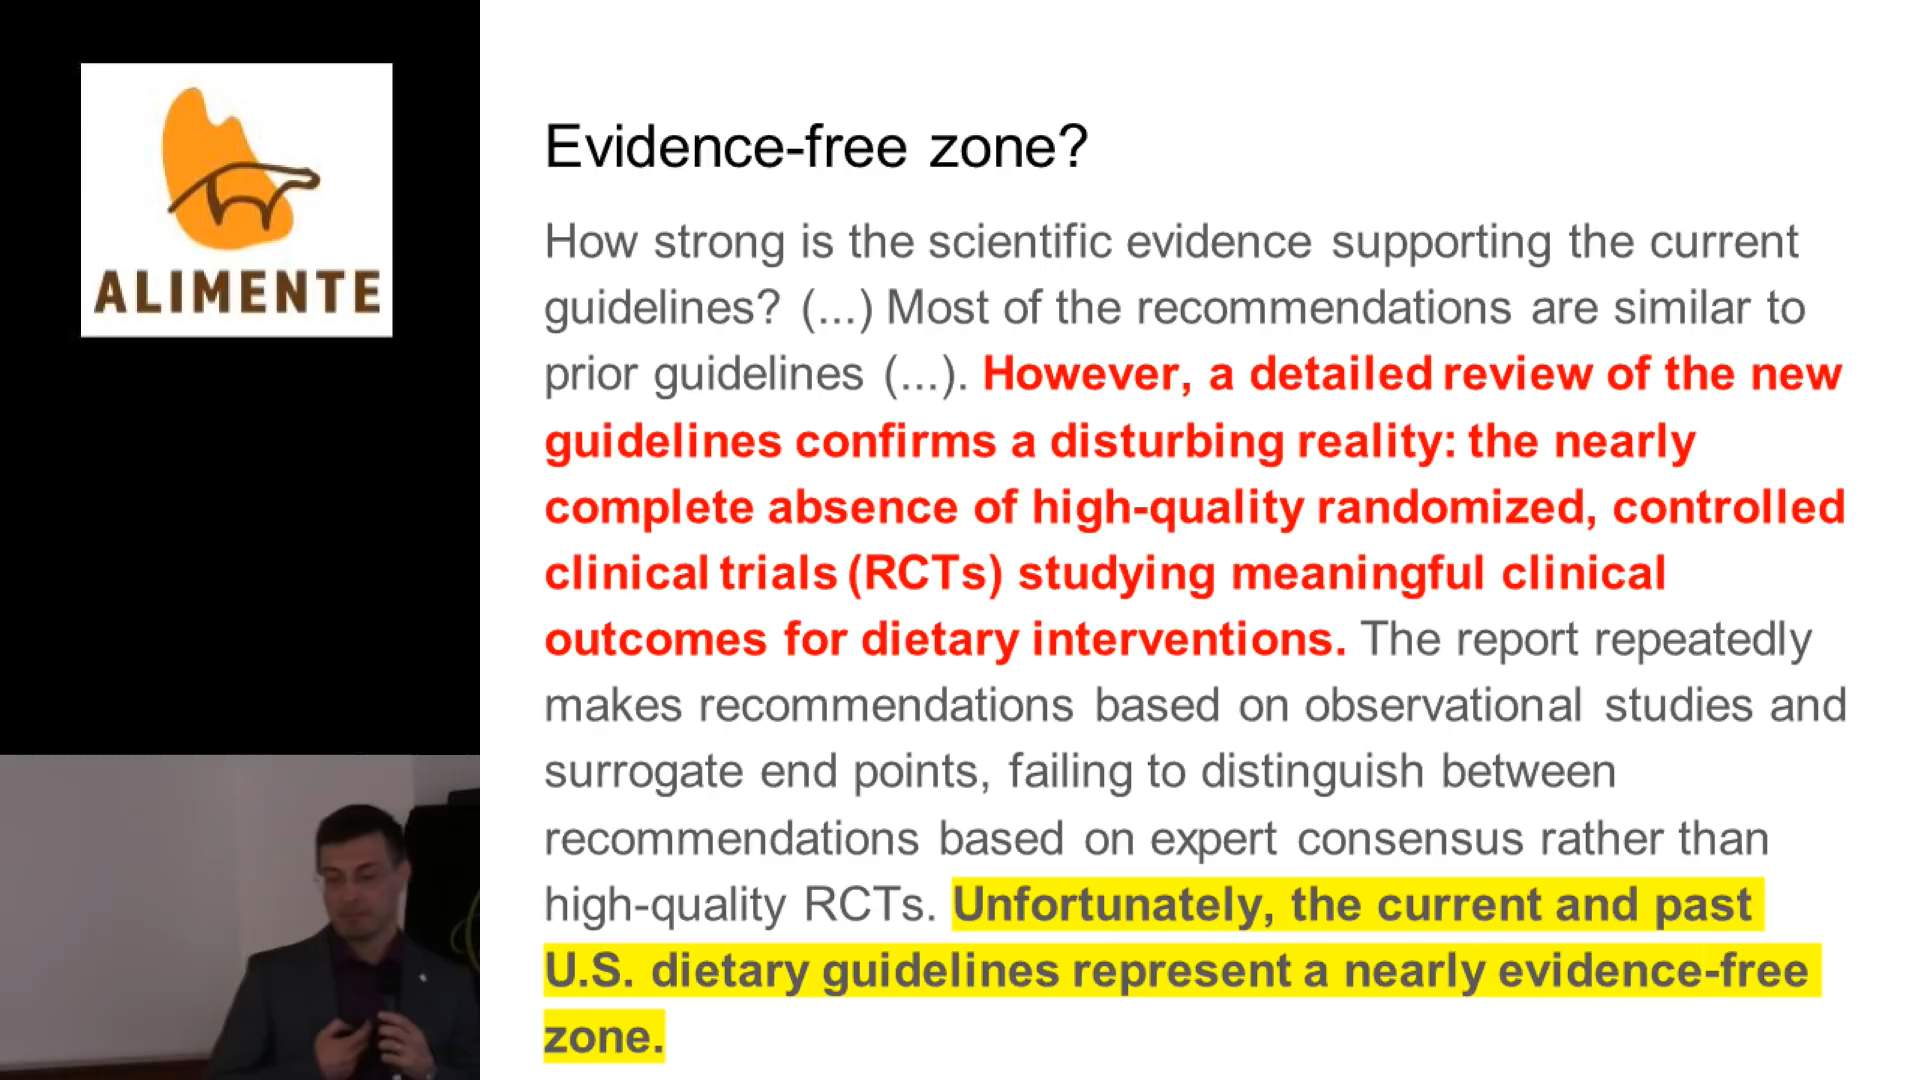 ALIMENTE
Evidence-free zone?
How strong is the scientific evidence supporting the current
guidelines? (...) Most of the recommendations are similar to
prior guidelines (...). However, a detailed review of the new
guidelines confirms a disturbing reality: the nearly
complete absence of high-quality randomized, controlled
clinical trials (RCTs) studying meaningful clinical
outcomes for dietary interventions. The report repeatedly
makes recommendations based on observational studies and
surrogate end points, failing to distinguish between
recommendations based on expert consensus rather than
high-quality RCTs. Unfortunately, the current and past
U.S. dietary guidelines represent a nearly evidence-free
zone.